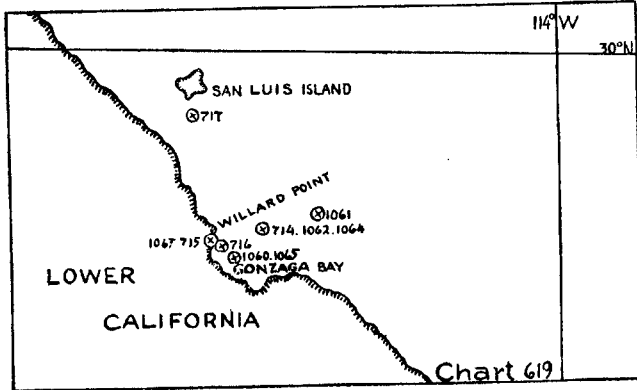 114° W
30°N
SAN LUIS ISLAND
717
WILLARD POINT
1061
714. 1062. 1064
1067. 715
716
1060. 1065
GONZAGA BAY
LOWER
CALIFORNIA
Chart 619